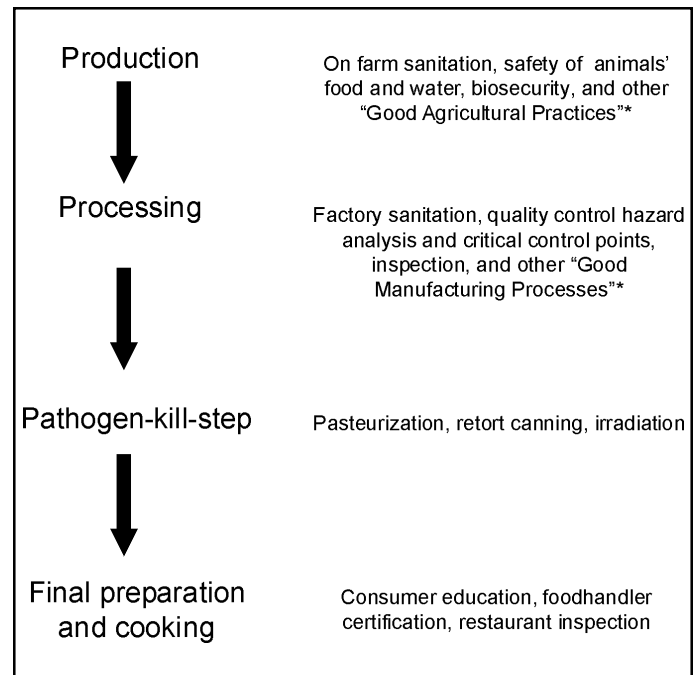 Production
On farm sanitation, safety of animals’
food and water, biosecurity, and other
“Good Agricultural Practices”*
Processing
Factory sanitation, quality control hazard
analysis and critical control points,
inspection, and other “Good
Manufacturing Processes”*
Pathogen-kill-step
Pasteurization, retort canning, irradiation
Final preparation
and cooking
Consumer education, foodhandler
certification, restaurant inspection